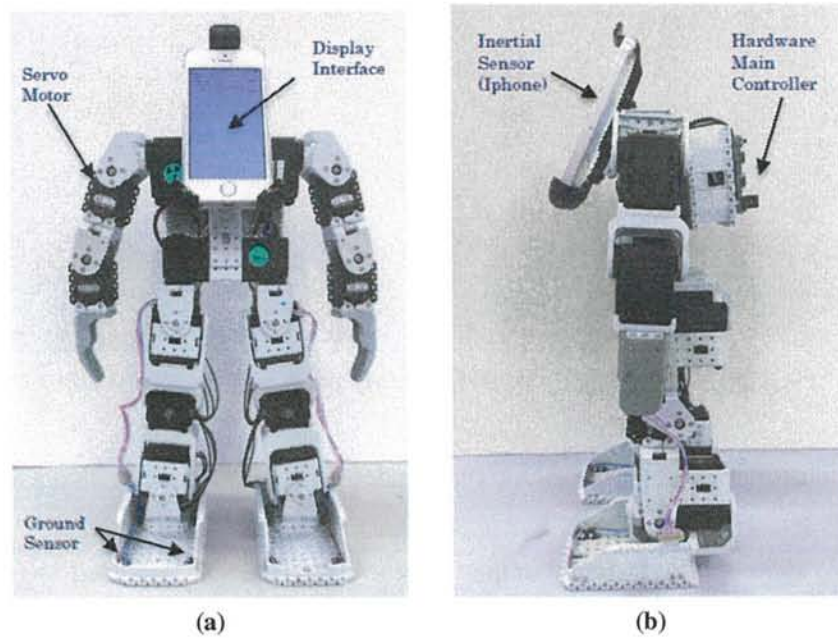 Servo
Motor
Display
Interface
Ground
Sensor
(a)
Inertial
Sensor
(Iphone)
Hardware
Main
Controller
(b)